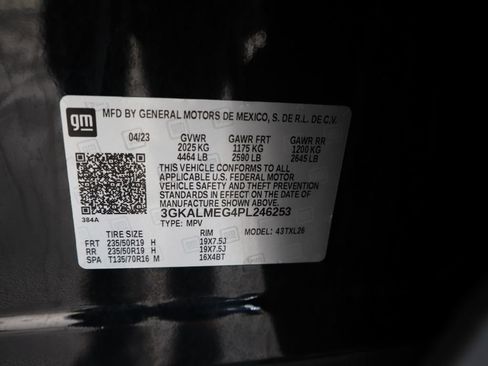 gm
MFD BY GENERAL MOTORS DE MEXICO, S. DE R.L. DE C.V.
04/23 GVWR GAWR FRT GAWR RR
2025 KG 1175 KG 1200 KG
4464 LB 2590 LB 2645 LB
THIS VEHICLE CONFORMS TO ALL
APPLICABLE U.S. FEDERAL MOTOR
VEHICLE SAFETY AND THEFT PREVENTION
STANDARDS IN EFFECT ON THE DATE OF
MANUFACTURE SHOWN ABOVE.
3GKALMEG4PL246253
384A
TYPE: MPV
TIRE SIZE RIM MODEL: 43TXL26
FRT 235/50R19 H 19X7.5J
RR 235/50R19 H 19X7.5J
SPA T135/70R16 M 16X4BT